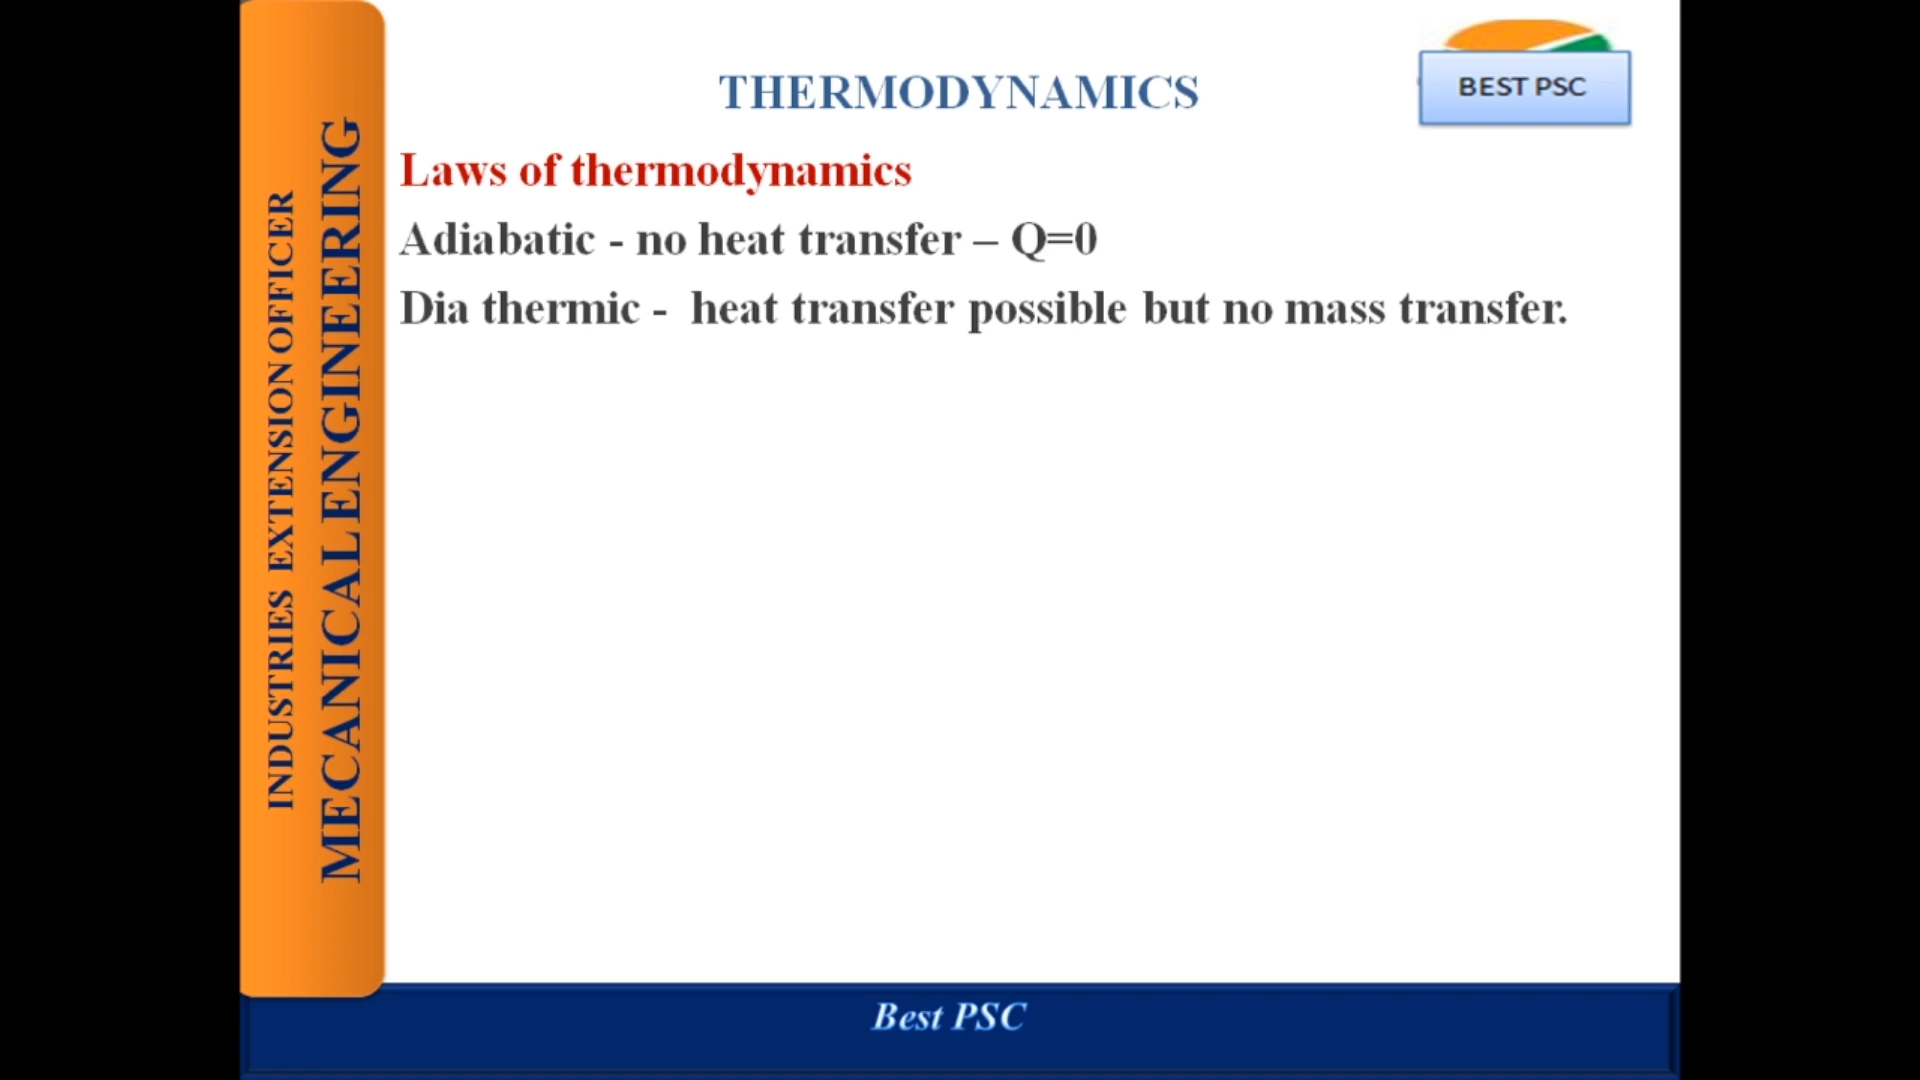 THERMODYNAMICS
BEST PSC
Laws of thermodynamics
Adiabatic - no heat transfer – Q=0
Dia thermic - heat transfer possible but no mass transfer.
INDUSTRIES EXTENSION OFFICER
MECANICAL ENGINEERING
Best PSC